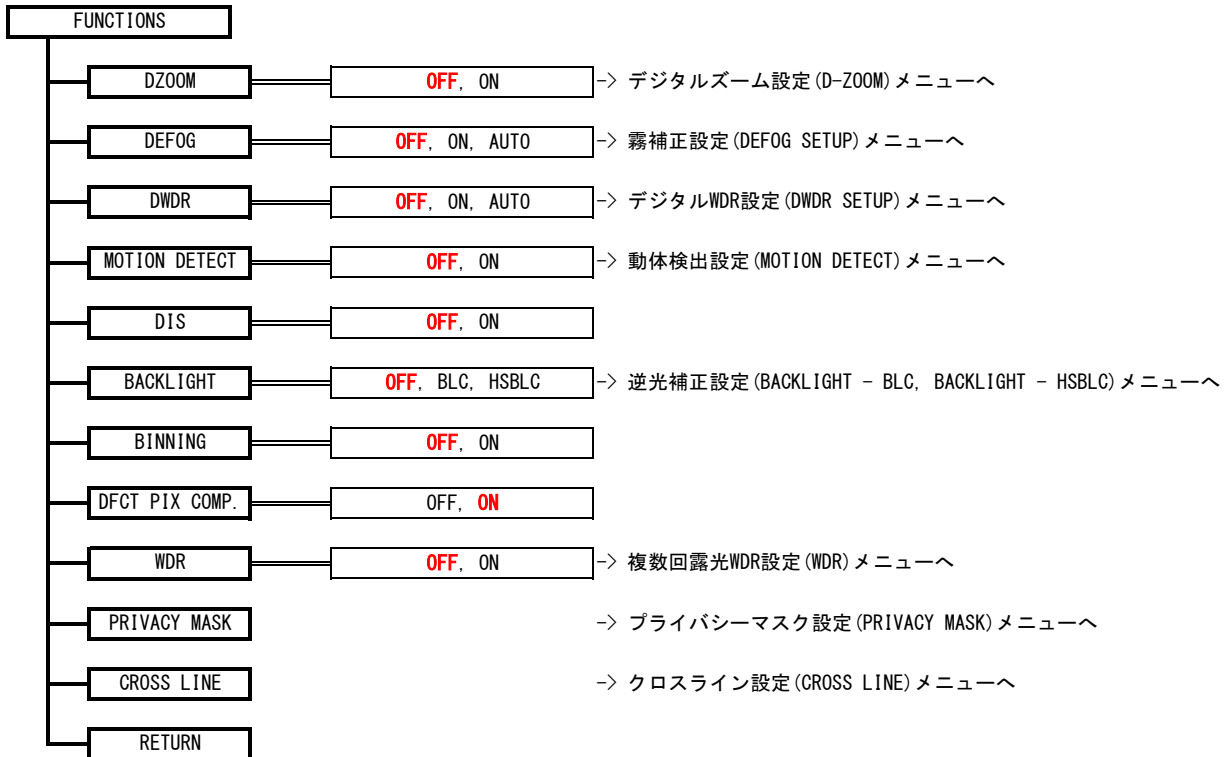 FUNCTIONS
DZOOM OFF, ON -> デジタルズーム設定(D-ZOOM)メニューへ
DEFOG OFF, ON, AUTO -> 霧補正設定(DEFOG SETUP)メニューへ
DWDR OFF, ON, AUTO -> デジタルWDR設定(DWDR SETUP)メニューへ
MOTION DETECT OFF, ON -> 動体検出設定(MOTION DETECT)メニューへ
DIS OFF, ON
BACKLIGHT OFF, BLC, HSBLC -> 逆光補正設定(BACKLIGHT - BLC, BACKLIGHT - HSBLC)メニューへ
BINNING OFF, ON
DFCT PIX COMP. OFF, ON
WDR OFF, ON -> 複数回露光WDR設定(WDR)メニューへ
PRIVACY MASK -> プライバシーマスク設定(PRIVACY MASK)メニューへ
CROSS LINE -> クロスライン設定(CROSS LINE)メニューへ
RETURN